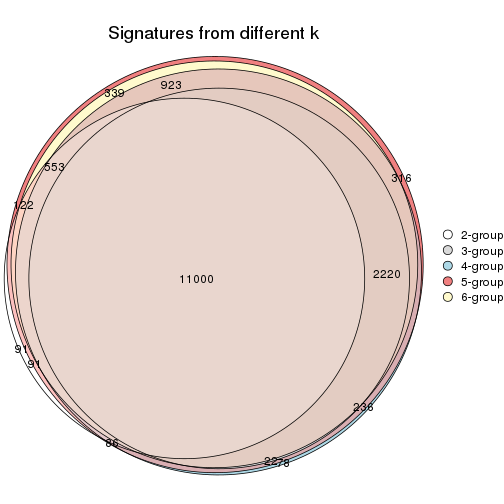 Signatures from different k
923
339
553
316
122
2-group
3-group
4-group
5-group
6-group
11000
2220
91
91
236
86
2278